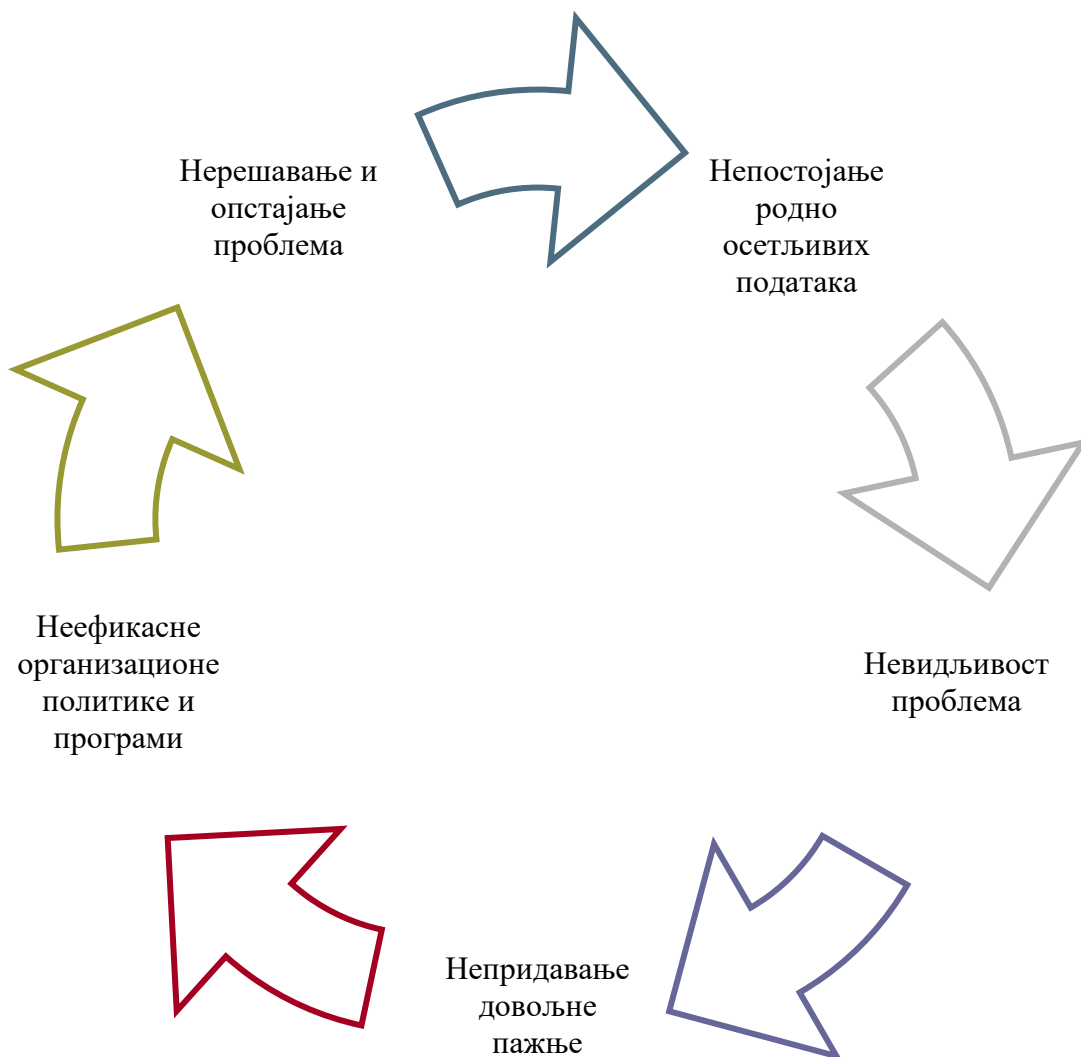 Нерешавање и
опстајање
проблема
Непостојање
родно
осетљивих
података
Невидљивост
проблема
Непридавање
довољне
пажње
Неефикасне
организационе
политике и
програми